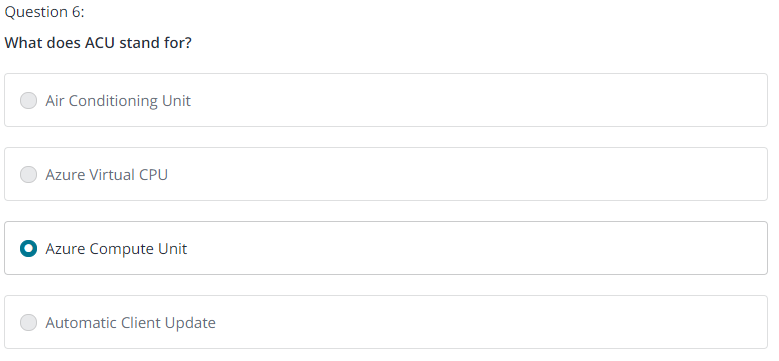 Question 6:
What does ACU stand for?
Air Conditioning Unit
Azure Virtual CPU
Azure Compute Unit
Automatic Client Update